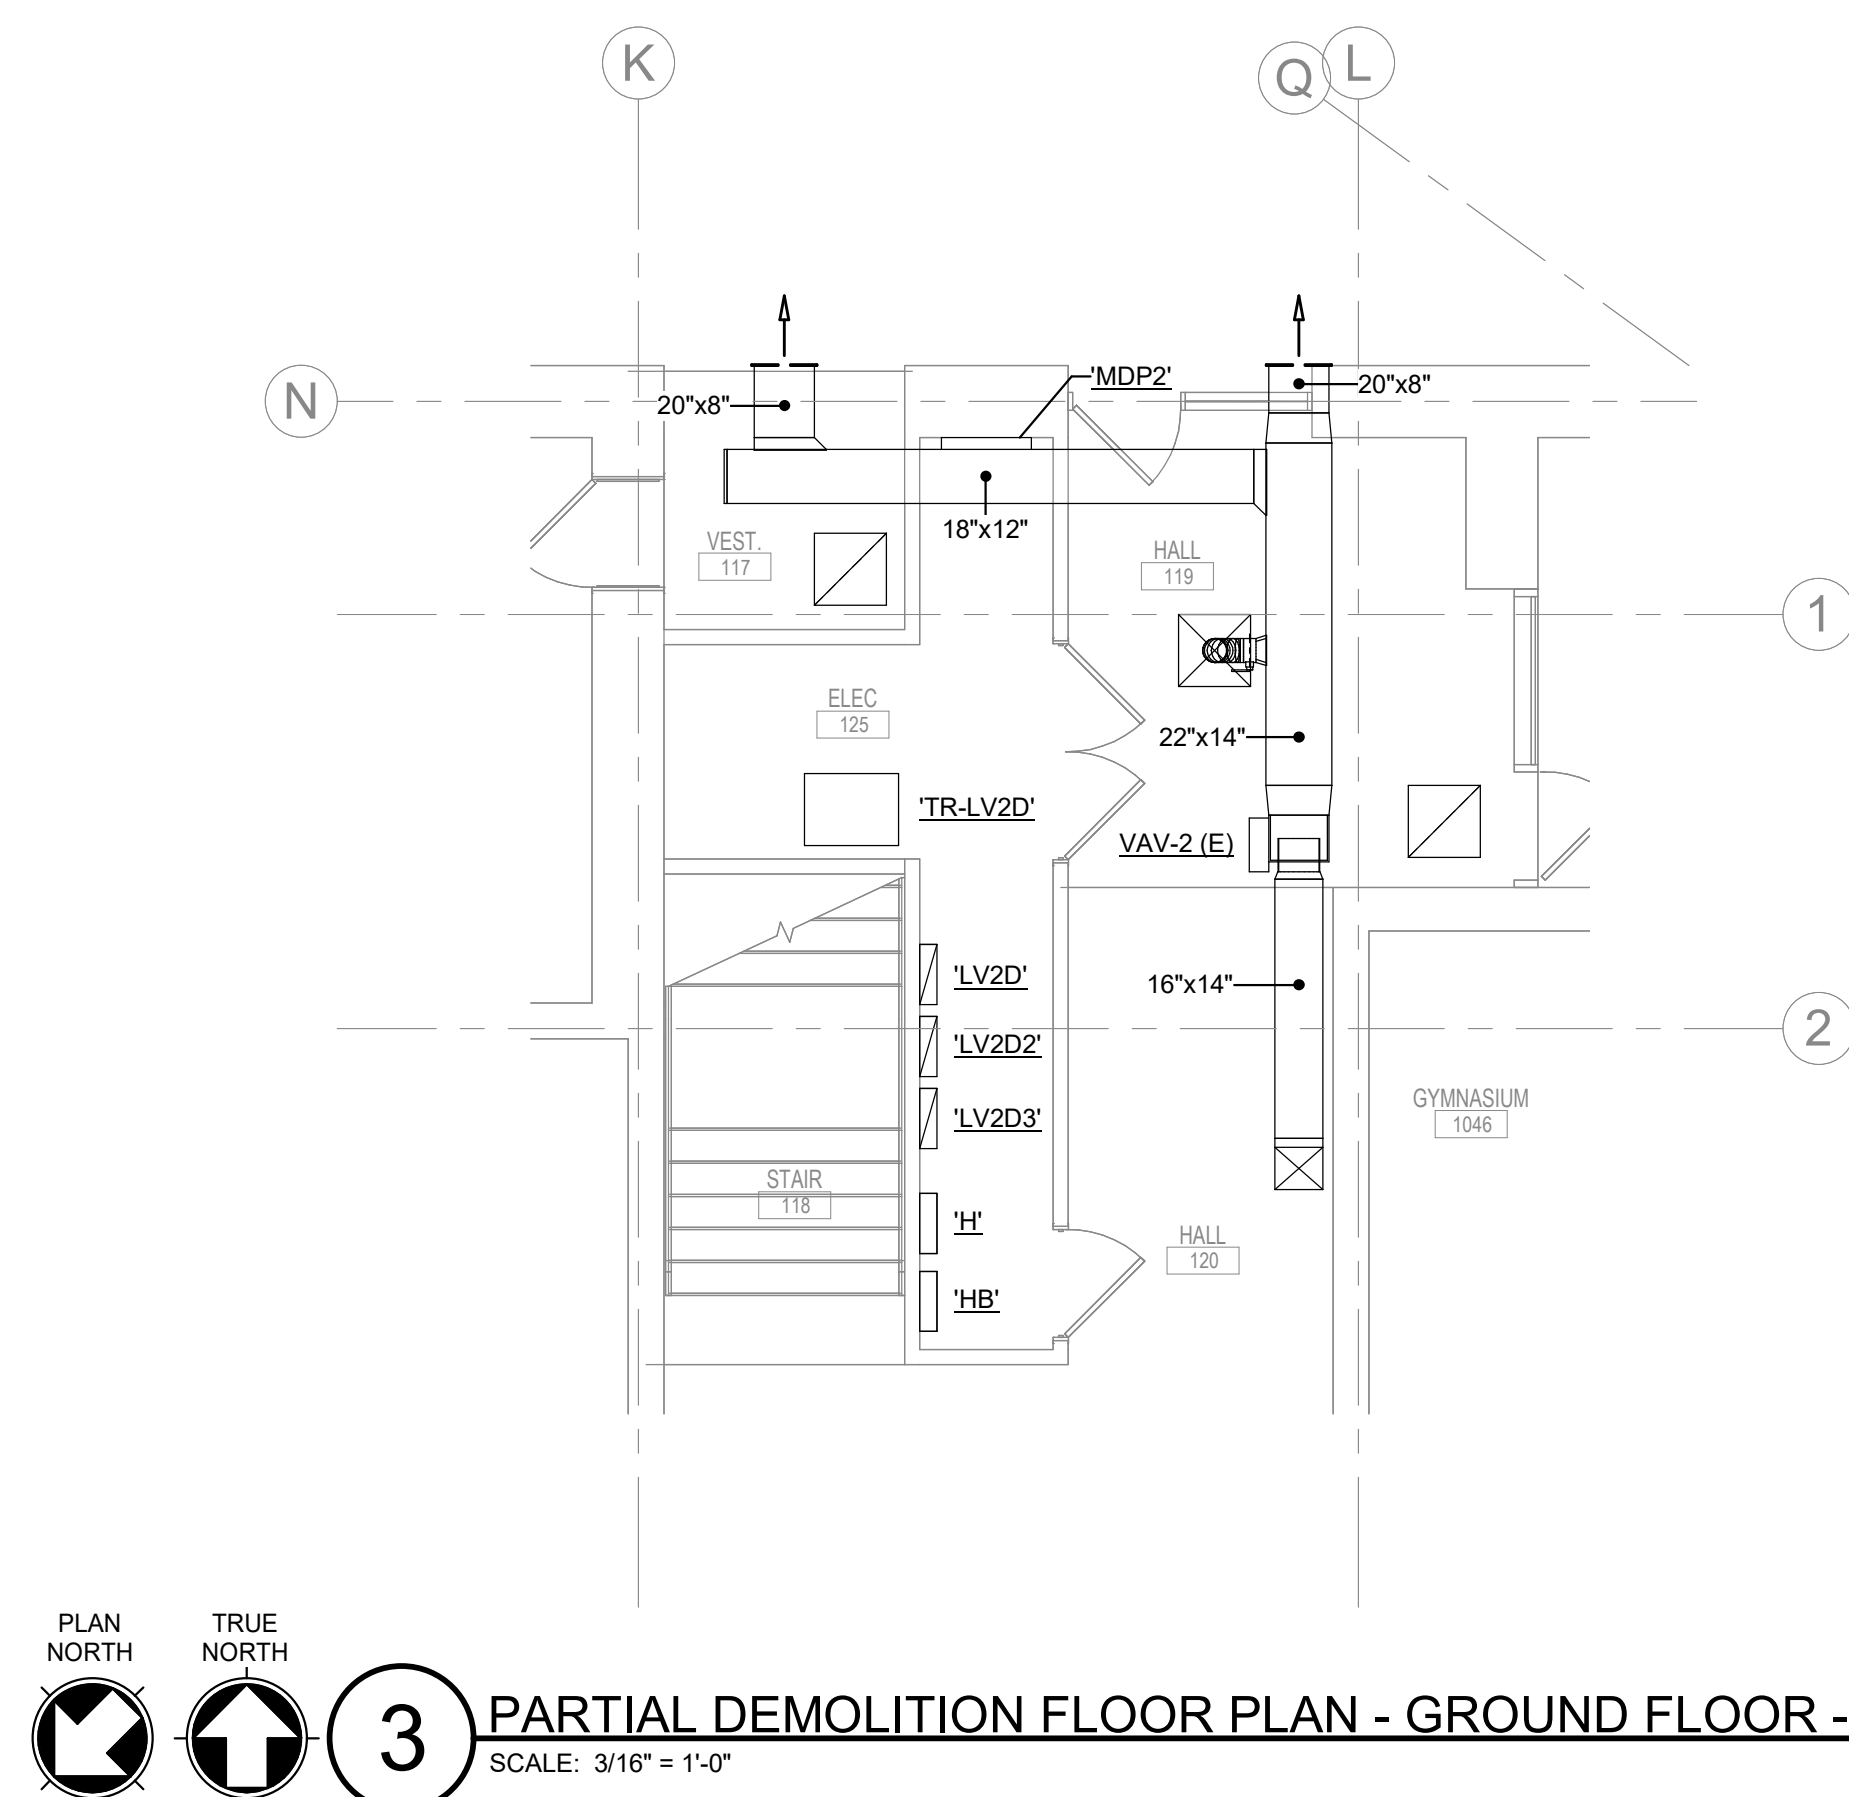 K
Q
L
N
'MDP2'
20"x8"
20"x8"
18"x12"
VEST.
117
HALL
119
1
ELEC
125
22"x14"
'TR-LV2D'
VAV-2 (E)
'LV2D'
16"x14"
'LV2D2'
2
'LV2D3'
GYMNASIUM
1046
STAIR
118
'H'
HALL
120
'HB'
PLAN
NORTH
TRUE
NORTH
3
PARTIAL DEMOLITION FLOOR PLAN - GROUND FLOOR -
SCALE: 3/16" = 1'-0"